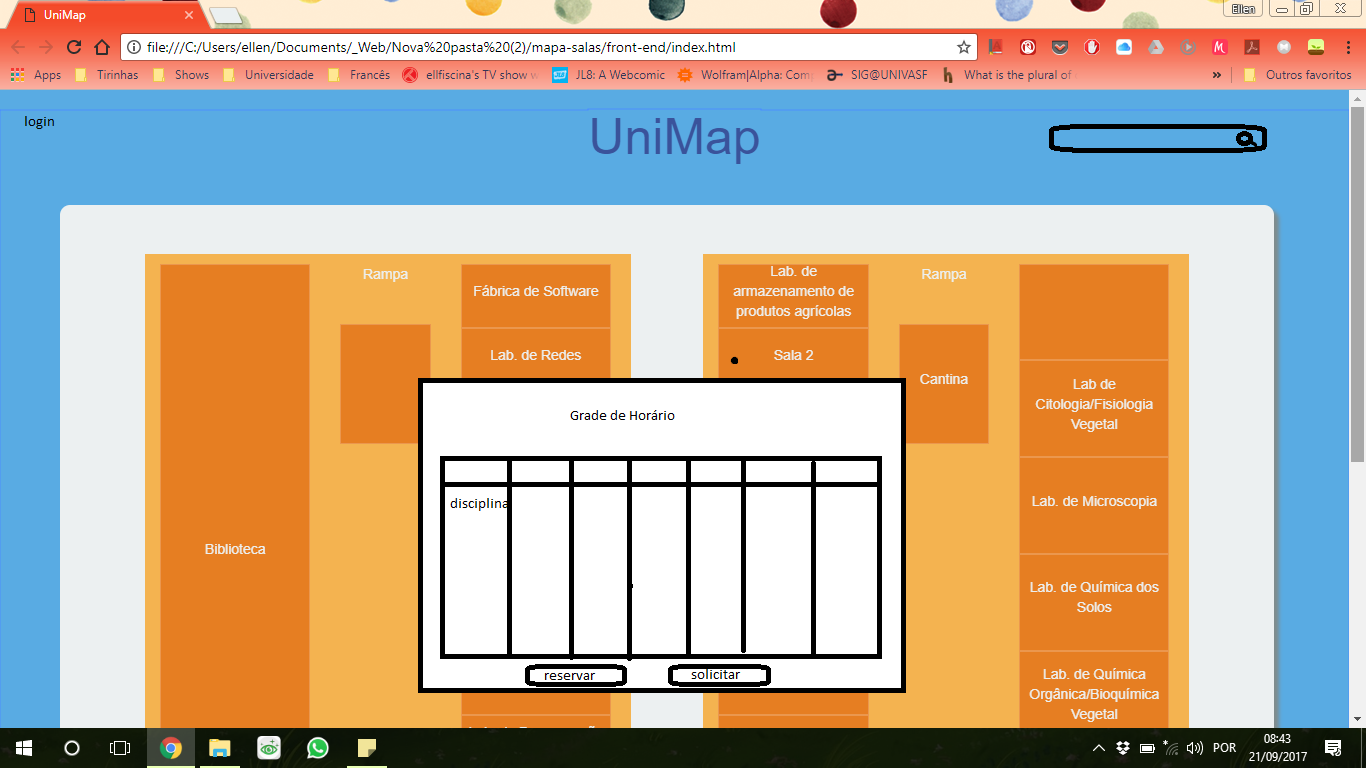 UniMap
Ellen
file:///C:/Users/ellen/Documents/_Web/Nova%20pasta%20(2)/mapa-salas/front-end/index.html
Apps
Tirinhas
Shows
Universidade
Francês
ellfiscina's TV show w
JL8: A Webcomic
Wolfram|Alpha: Com
SIG@UNIVASF
What is the plural of
»
Outros favoritos
login
UniMap
Rampa
Fábrica de Software
Lab. de Redes
Biblioteca
Lab. de
armazenamento de
produtos agrícolas
Sala 2
Rampa
Cantina
Lab de
Citologia/Fisiologia
Vegetal
Lab. de Microscopia
Lab. de Química dos
Solos
Lab. de Química
Orgânica/Bioquímica
Vegetal
Grade de Horário
disciplina
reservar
solicitar
POR
08:43
21/09/2017